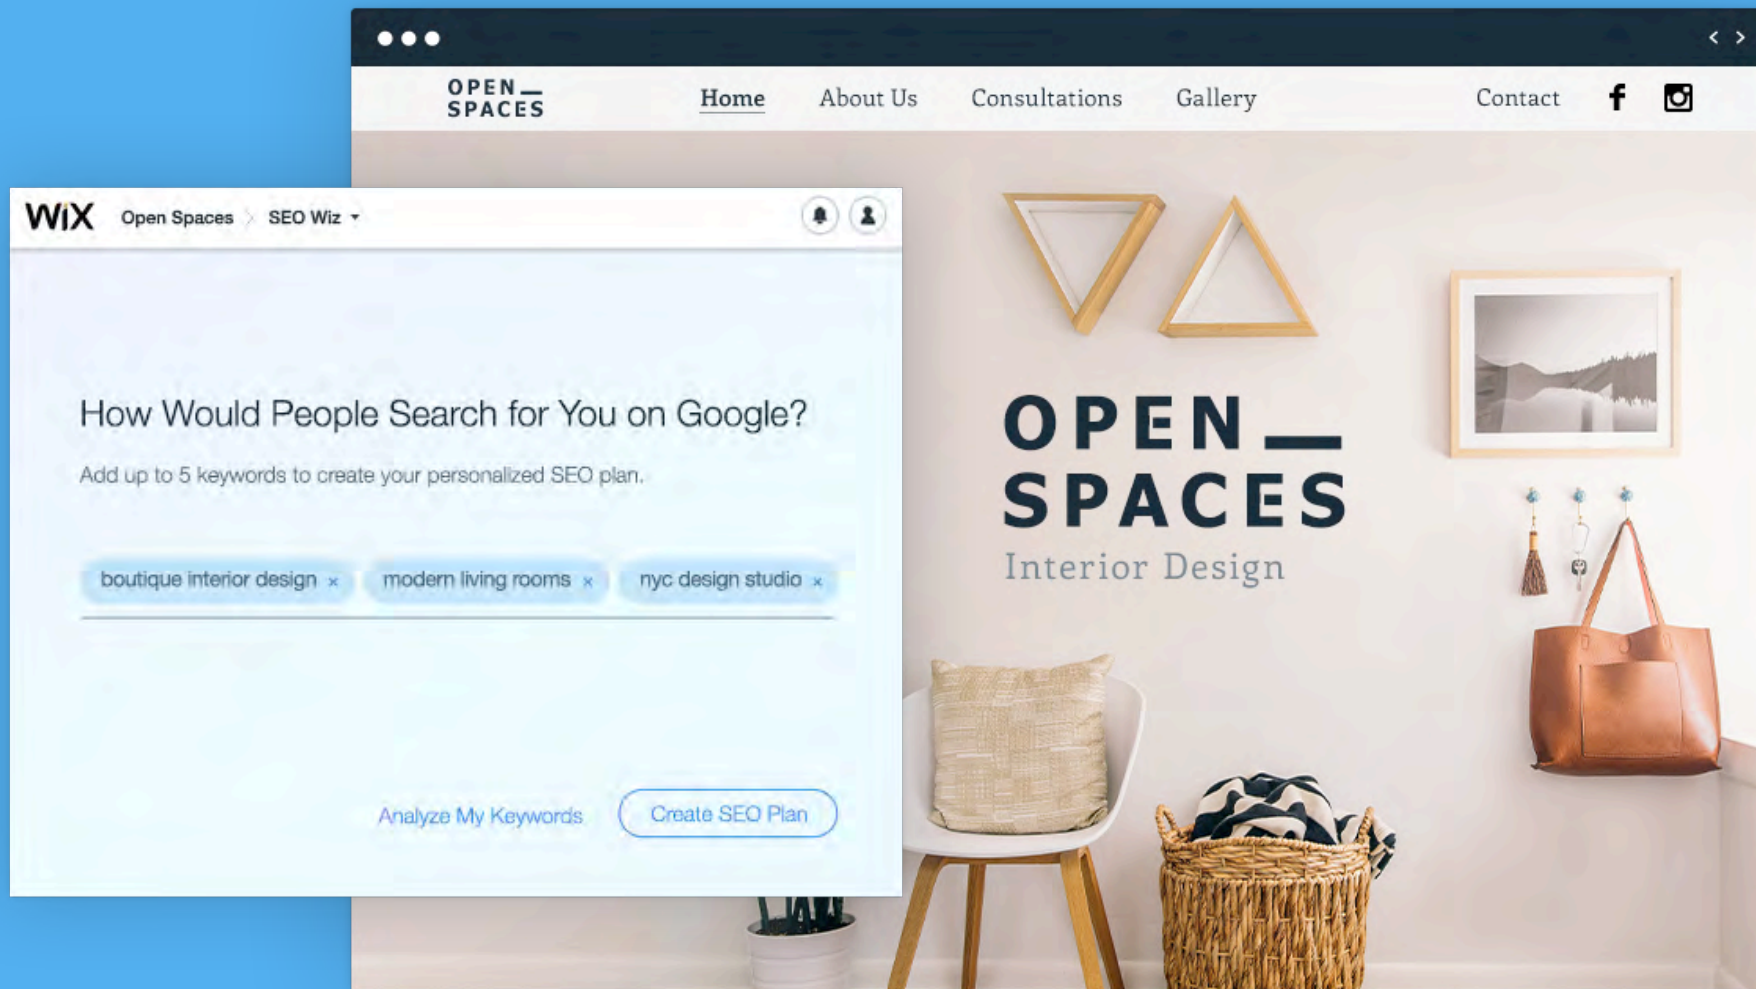 OPEN_
SPACES
Home About Us Consultations Gallery Contact
WiX Open Spaces SEO Wiz
How Would People Search for You on Google?
Add up to 5 keywords to create your personalized SEO plan.
boutique interior design × modern living rooms × nyc design studio ×
Analyze My Keywords Create SEO Plan
OPEN_
SPACES
Interior Design